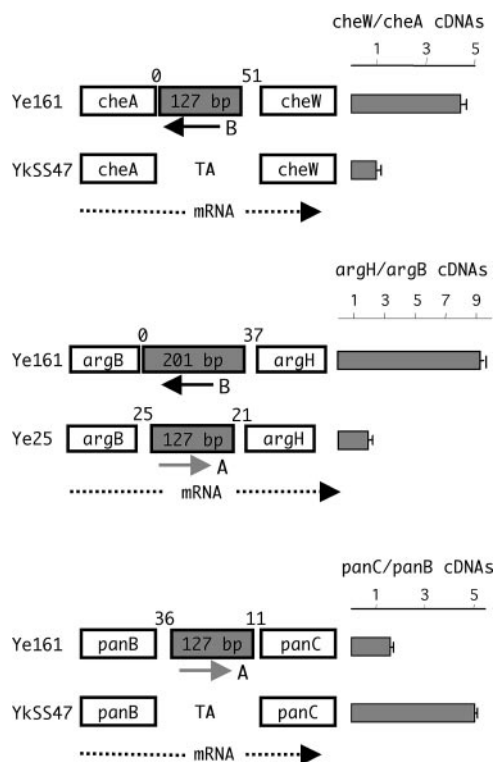 cheW/cheA cDNAs
1 3 5
0 51
Ye161 cheA 127 bp cheW
B
YkSS47 cheA TA cheW
mRNA
argH/argB cDNAs
1 3 5 7 9
0 37
Ye161 argB 201 bp argH
B
25 21
Ye25 argB 127 bp argH
A
mRNA
panC/panB cDNAs
1 3 5
36 11
Ye161 panB 127 bp panC
A
YkSS47 panB TA panC
mRNA